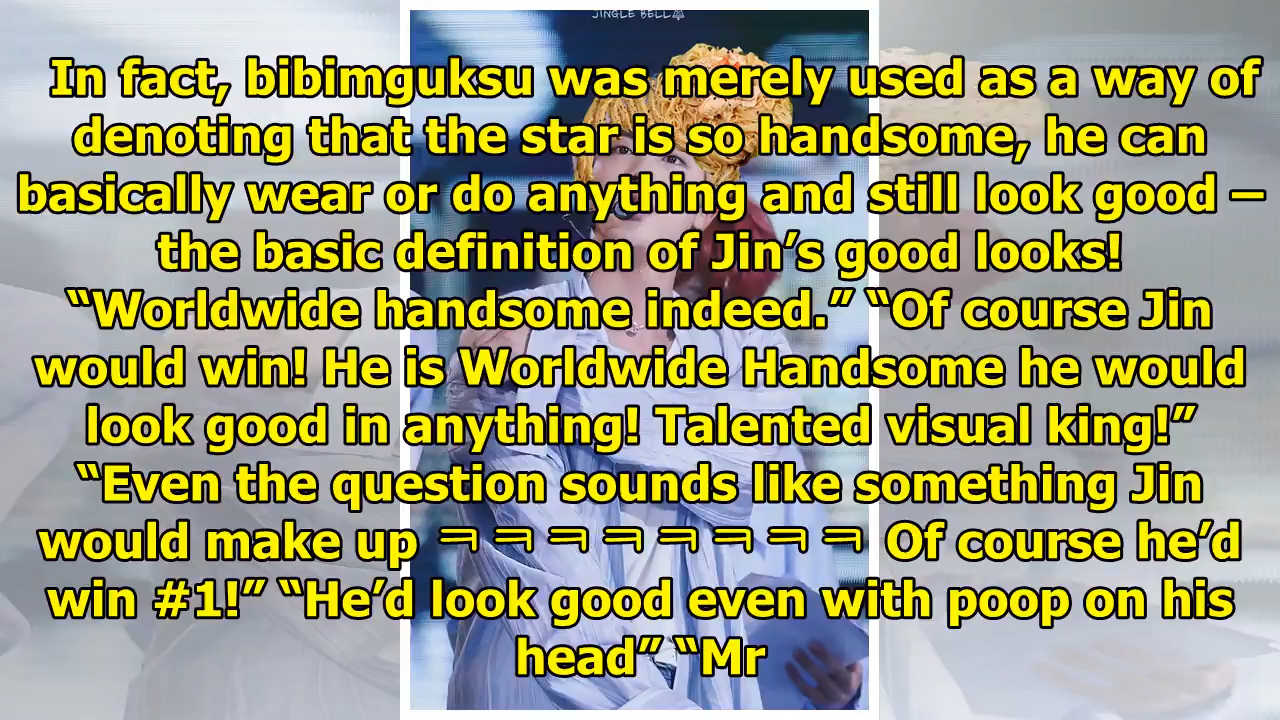 JINGLE BELL
In fact, bibimguksu was merely used as a way of
denoting that the star is so handsome, he can
basically wear or do anything and still look good –
the basic definition of Jin’s good looks!
“Worldwide handsome indeed.” “Of course Jin
would win! He is Worldwide Handsome he would
look good in anything! Talented visual king!”
“Even the question sounds like something Jin
would make up ㅋㅋㅋㅋㅋㅋㅋㅋ Of course he’d
win #1!” “He’d look good even with poop on his
head” “Mr